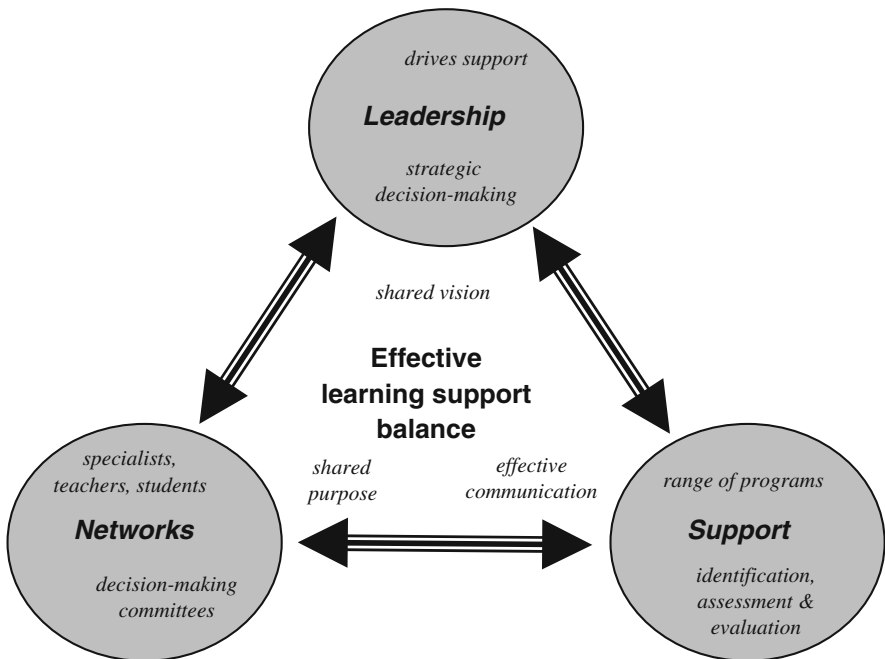 drives support
Leadership
strategic
decision-making
shared vision
Effective
learning support
balance
shared
purpose
effective
communication
specialists,
teachers, students
Networks
decision-making
committees
range of programs
Support
identification,
assessment &
evaluation